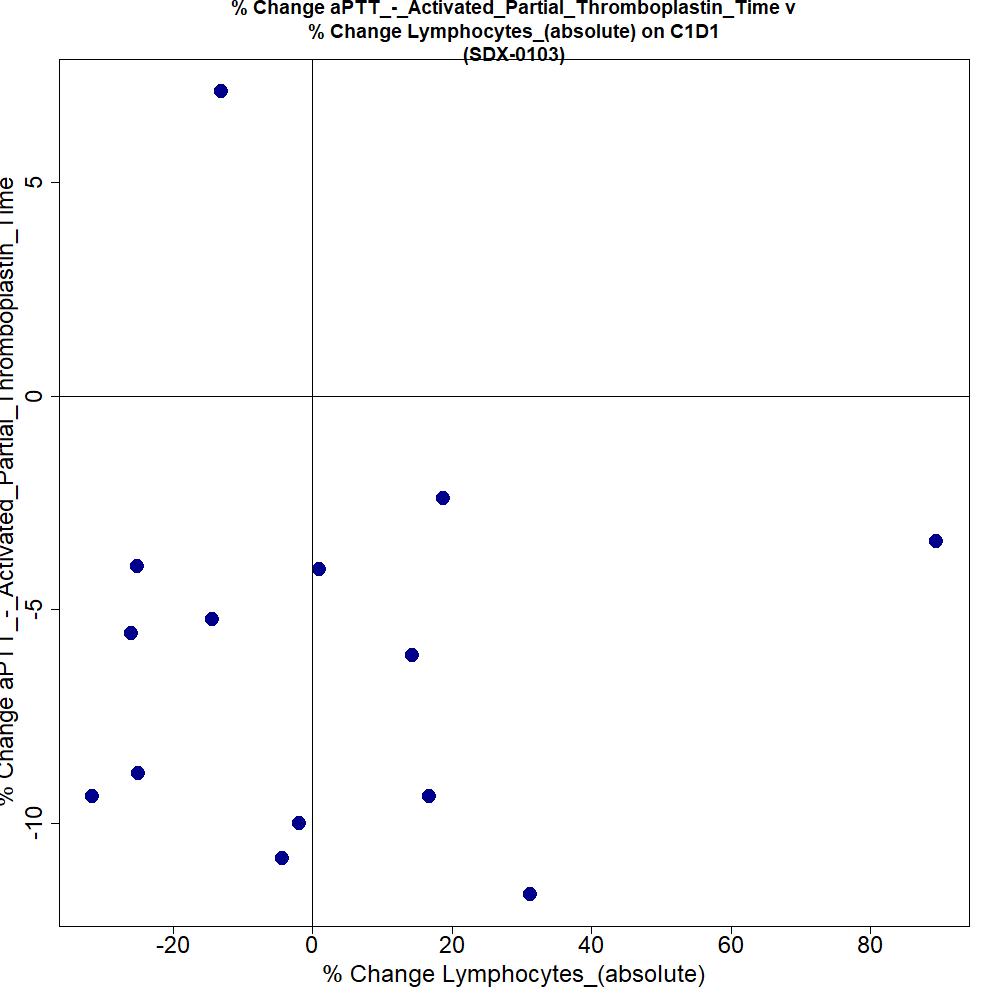 % Change aPTT_-_Activated_Partial_Thromboplastin_Time v
% Change Lymphocytes_(absolute) on C1D1
(SDX-0103)
% Change aPTT_-_Activated_Partial_Thromboplastin_Time
5
0
-5
-10
-20
0
20
40
60
80
% Change Lymphocytes_(absolute)